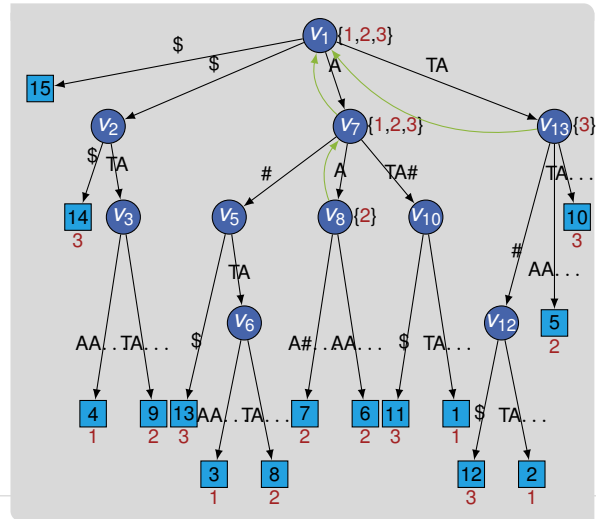 V1 {1,2,3}
$
$
A
TA
15
V2
V7 {1,2,3}
V13 {3}
$
TA
#
A
TA#
TA...
14
3
V3
V5
V8 {2}
V10
10
3
TA
#
AA...
V6
V12
5
2
AA...
TA...
$
A#...
AA...
$
TA...
4
1
9
2
13
3
AA...
TA...
7
2
6
2
11
3
1
1
$
TA...
3
1
8
2
12
3
2
1